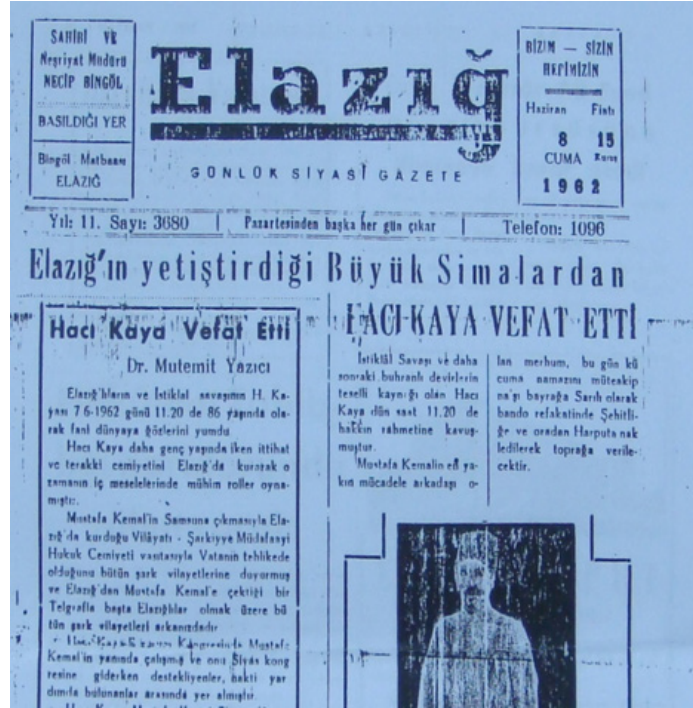 SAHİBİ VE
Neşriyat Müdürü
NECİP BİNGÖL
BASILDIĞI YER
Bingöl Matbaası
ELAZIĞ
Elazığ
GÜNLÜK SİYASİ GAZETE
BİZİM — SİZİN
HEPİMİZİN
Haziran Fiatı
8 15
CUMA Kuruş
1962
Yıl: 11. Sayı: 3680 | Pazartesinden başka her gün çıkar | Telefon: 1096
Elazığ'ın yetiştirdiği Büyük Simalardan
HACI KAYA VEFAT ETTİ
Hacı Kaya Vefat Etti
Dr. Mutemit Yazıcı
Elazığ'lıların ve İstiklal savaşının H. Ka-
yası 7 6-1962 günü 11.20 de 86 yaşında ola-
rak fani dünyaya gözlerini yumdu.
Hacı Kaya daha genç yaşında iken ittihat
ve terakki cemiyetini Elazığ'da kurarak o
zamanın iç meselelerinde mühim roller oyna-
mıştır.
Mustafa Kemal'in Samsuna çıkmasıyla Ela-
zığ'da kurduğu Vilâyatı - Şarkiyye Müdafaayi
Hukuk Cemiyeti vasıtasıyla Vatanın tehlikede
olduğunu bütün şark vilayetlerine duyurmuş
ve Elazığ'dan Mustafa Kemal'e çektiği bir
Telgrafla başta Elazığlılar olmak üzere bü
tün şark vilayetleri arkanızdadır
Hacı Kaya Erzurum Kongresinde Mustafa
Kemal'in yanında çalışmış ve onu Sivas kong
resine giderken destekliyenler, nakti yar
dımda bulunanlar arasında yer almıştır.
İstiklâl Savaşı ve daha
sonraki buhranlı devirlerin
teselli kaynığı olan Hacı
Kaya dün saat 11.20 de
hakkın rahmetine kavuş-
muştur.
Mustafa Kemalin en ya-
kın mücadele arkadaşı o-
lan merhum, bu gün kü
cuma namazını müteakip
na'şı bayrağa Sarılı olarak
bando refakatinde Şehitli-
ğe ve oradan Harputa nak
ledilerek toprağa verile-
cektir.